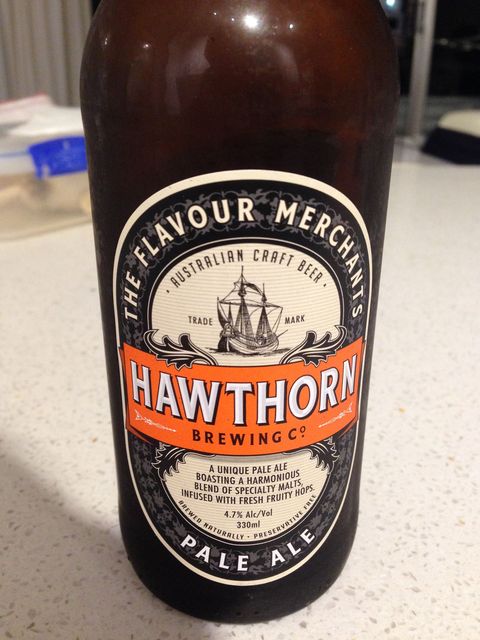 THE FLAVOUR MERCHANTS
· AUSTRALIAN CRAFT BEER ·
TRADE MARK
HAWTHORN
BREWING Cº
A UNIQUE PALE ALE
BOASTING A HARMONIOUS
BLEND OF SPECIALTY MALTS,
INFUSED WITH FRESH FRUITY HOPS.
4.7% Alc/Vol
330ml
BREWED NATURALLY · PRESERVATIVE FREE
PALE ALE